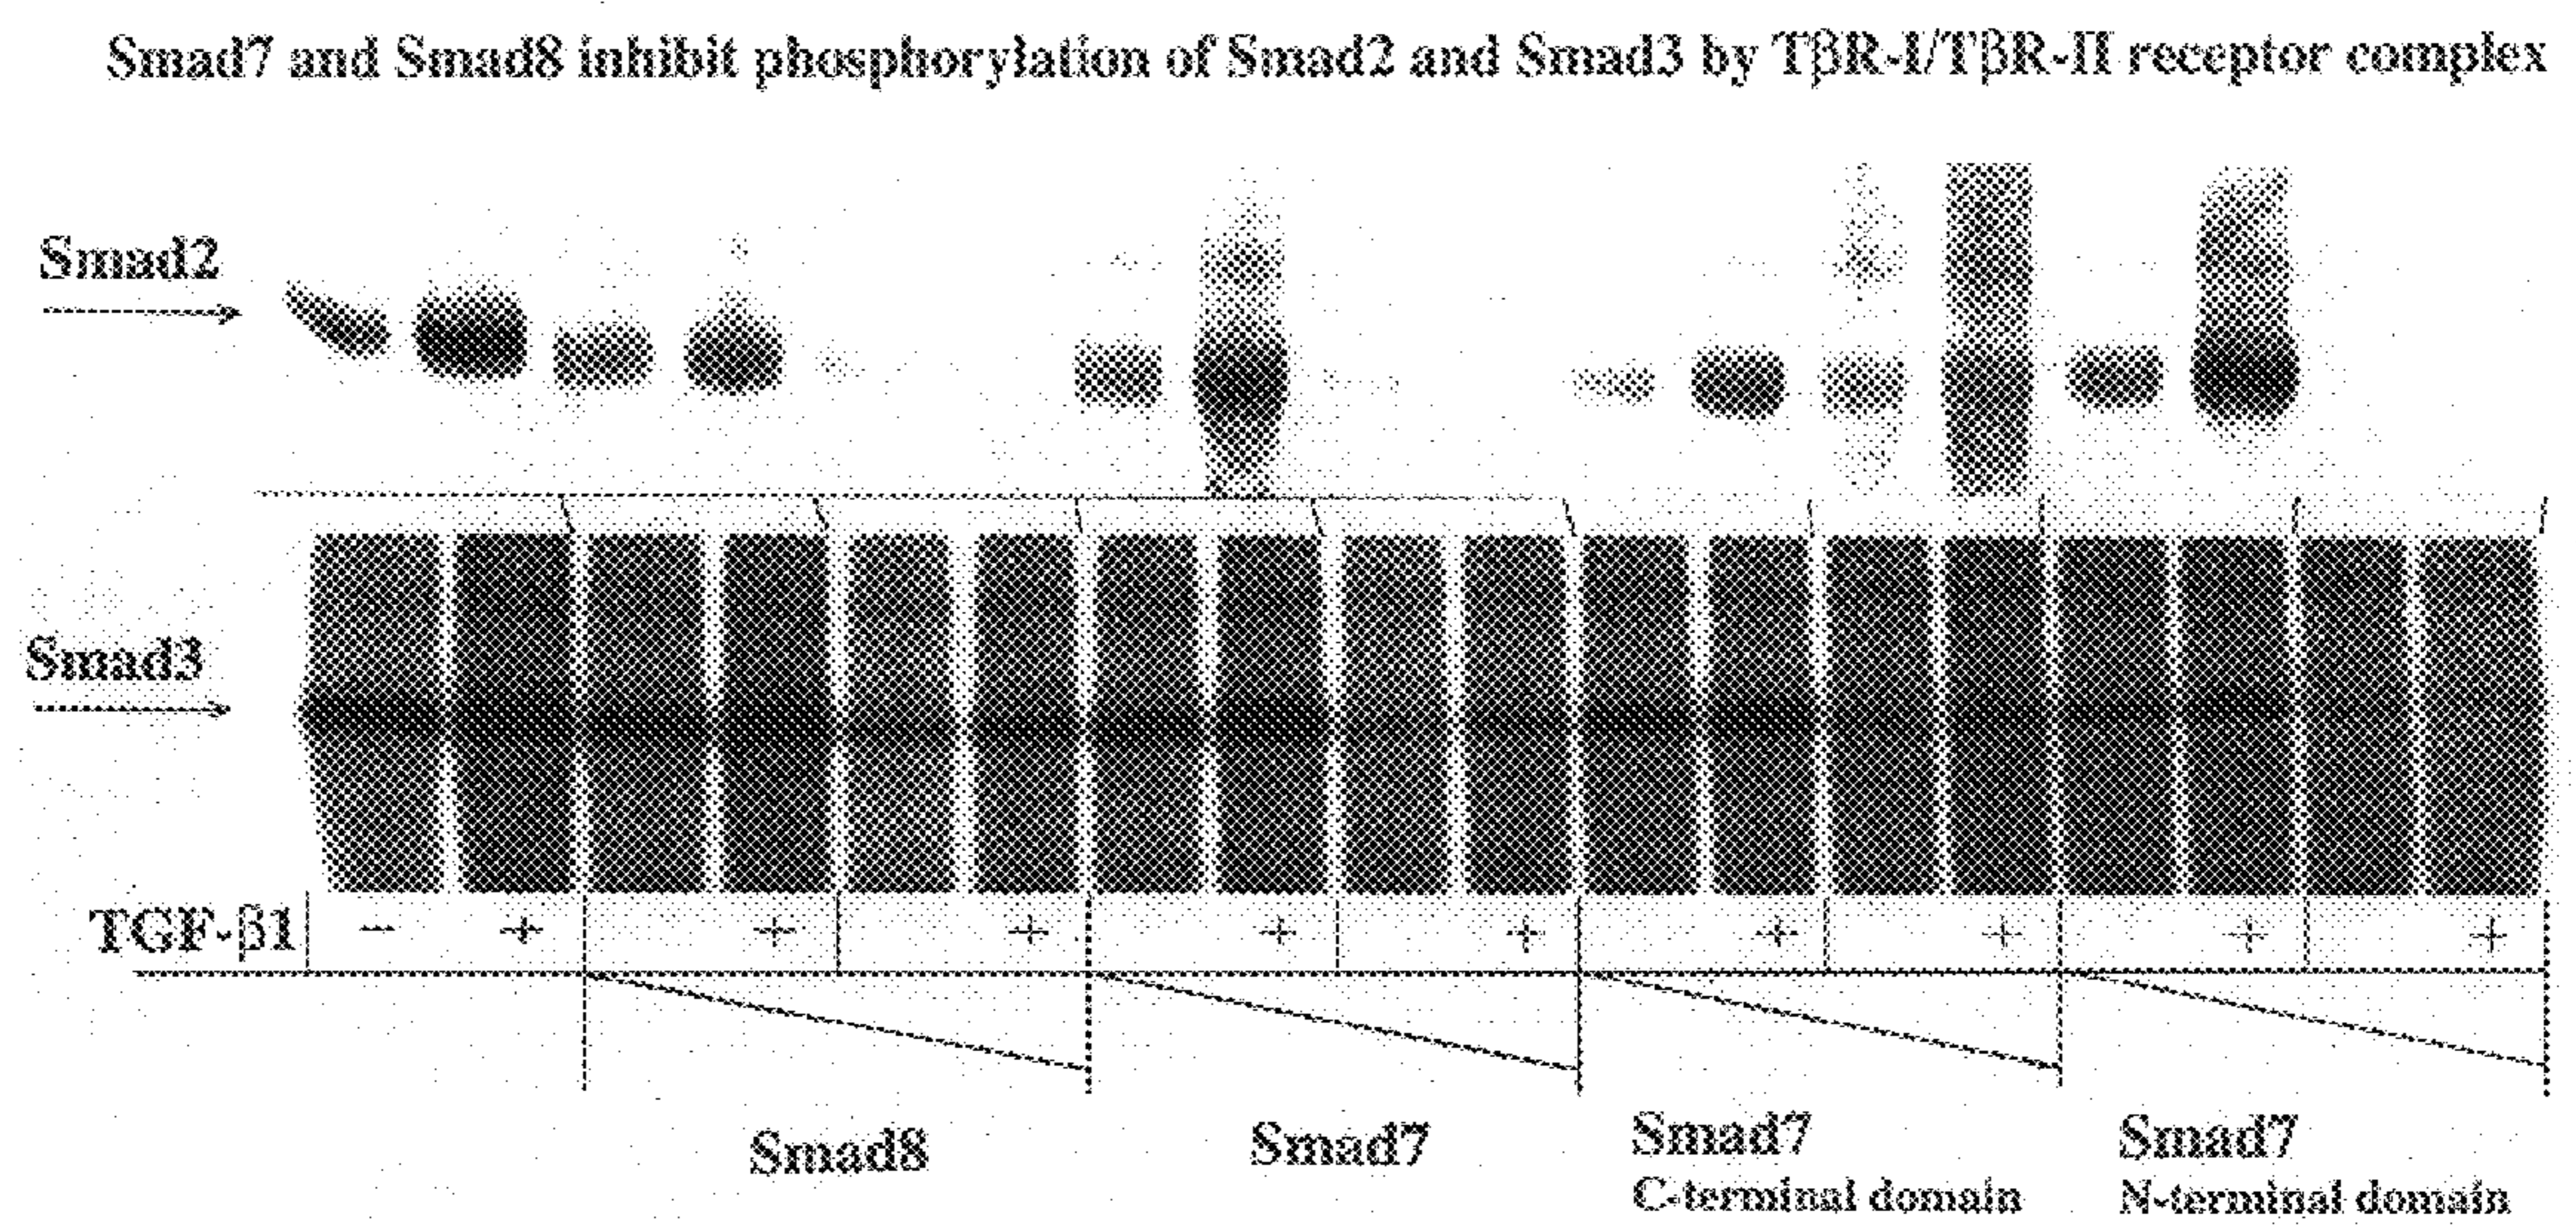 Smad7 and Smad8 inhibit phosphorylation of Smad2 and Smad3 by TβR-I/TβR-II receptor complex
Smad2
Smad3
TGF-β1 − + + + + + + + + +
Smad8 Smad7 Smad7 Smad7
C-terminal domain N-terminal domain